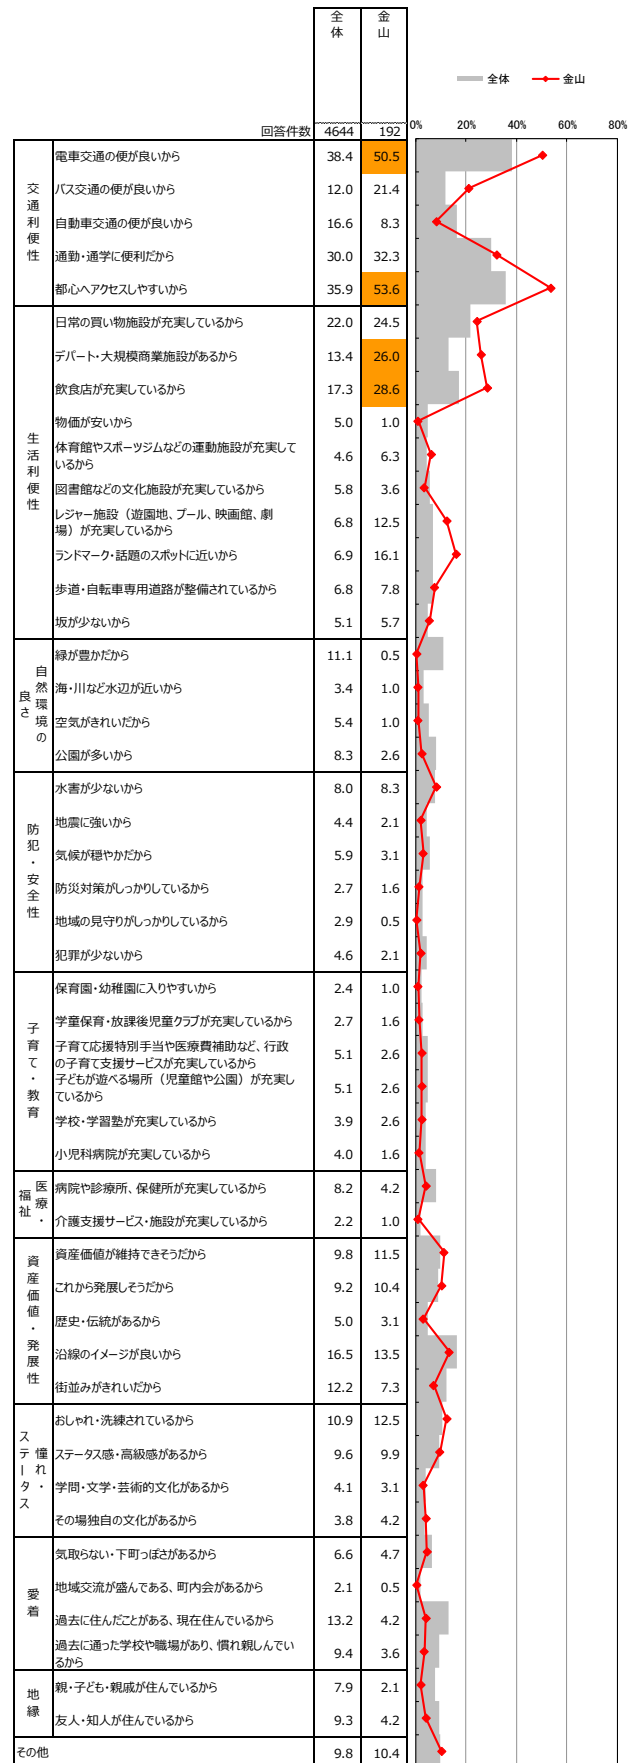 全体 金山
全体 金山
回答件数 4644 192 0% 20% 40% 60% 80%
交通利便性
電車交通の便が良いから 38.4 50.5
バス交通の便が良いから 12.0 21.4
自動車交通の便が良いから 16.6 8.3
通勤・通学に便利だから 30.0 32.3
都心へアクセスしやすいから 35.9 53.6
生活利便性
日常の買い物施設が充実しているから 22.0 24.5
デパート・大規模商業施設があるから 13.4 26.0
飲食店が充実しているから 17.3 28.6
物価が安いから 5.0 1.0
体育館やスポーツジムなどの運動施設が充実して
いるから 4.6 6.3
図書館などの文化施設が充実しているから 5.8 3.6
レジャー施設（遊園地、プール、映画館、劇
場）が充実しているから 6.8 12.5
ランドマーク・話題のスポットに近いから 6.9 16.1
歩道・自転車専用道路が整備されているから 6.8 7.8
坂が少ないから 5.1 5.7
自然環境の良さ
緑が豊かだから 11.1 0.5
海・川など水辺が近いから 3.4 1.0
空気がきれいだから 5.4 1.0
公園が多いから 8.3 2.6
防犯・安全性
水害が少ないから 8.0 8.3
地震に強いから 4.4 2.1
気候が穏やかだから 5.9 3.1
防災対策がしっかりしているから 2.7 1.6
地域の見守りがしっかりしているから 2.9 0.5
犯罪が少ないから 4.6 2.1
子育て・教育
保育園・幼稚園に入りやすいから 2.4 1.0
学童保育・放課後児童クラブが充実しているから 2.7 1.6
子育て応援特別手当や医療費補助など、行政
の子育て支援サービスが充実しているから 5.1 2.6
子どもが遊べる場所（児童館や公園）が充実し
ているから 5.1 2.6
学校・学習塾が充実しているから 3.9 2.6
小児科病院が充実しているから 4.0 1.6
医療・福祉
病院や診療所、保健所が充実しているから 8.2 4.2
介護支援サービス・施設が充実しているから 2.2 1.0
資産価値・発展性
資産価値が維持できそうだから 9.8 11.5
これから発展しそうだから 9.2 10.4
歴史・伝統があるから 5.0 3.1
沿線のイメージが良いから 16.5 13.5
街並みがきれいだから 12.2 7.3
憧れ・ステータス
おしゃれ・洗練されているから 10.9 12.5
ステータス感・高級感があるから 9.6 9.9
学問・文学・芸術的文化があるから 4.1 3.1
その場独自の文化があるから 3.8 4.2
愛着
気取らない・下町っぽさがあるから 6.6 4.7
地域交流が盛んである、町内会があるから 2.1 0.5
過去に住んだことがある、現在住んでいるから 13.2 4.2
過去に通った学校や職場があり、慣れ親しんでい
るから 9.4 3.6
地縁
親・子ども・親戚が住んでいるから 7.9 2.1
友人・知人が住んでいるから 9.3 4.2
その他 9.8 10.4